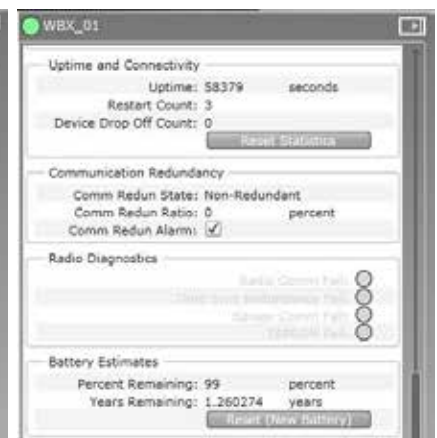 WBX_01
Uptime and Connectivity
Uptime: 58379 seconds
Restart Count: 3
Device Drop Off Count: 0
Reset Statistics
Communication Redundancy
Comm Redun State: Non-Redundant
Comm Redun Ratio: 0 percent
Comm Redun Alarm:
Radio Diagnostics
Radio Comm Fail:
Sensor Comm Fail:
Battery Estimates
Percent Remaining: 99 percent
Years Remaining: 1.260274 years
Reset (New Battery)